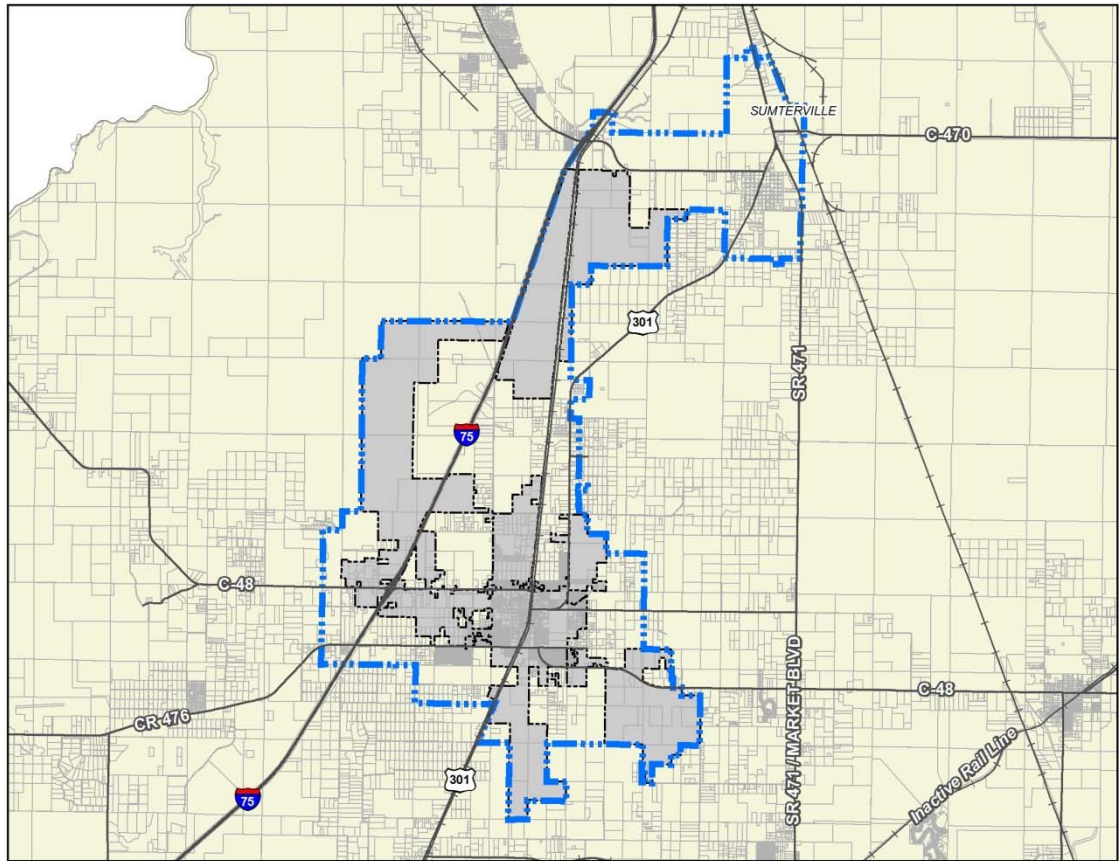 SUMTERVILLE
C-470
301
SR 471
75
C-48
SR 471 / MARKET BLVD
C-48
CR 476
301
Inactive Rail Line
75